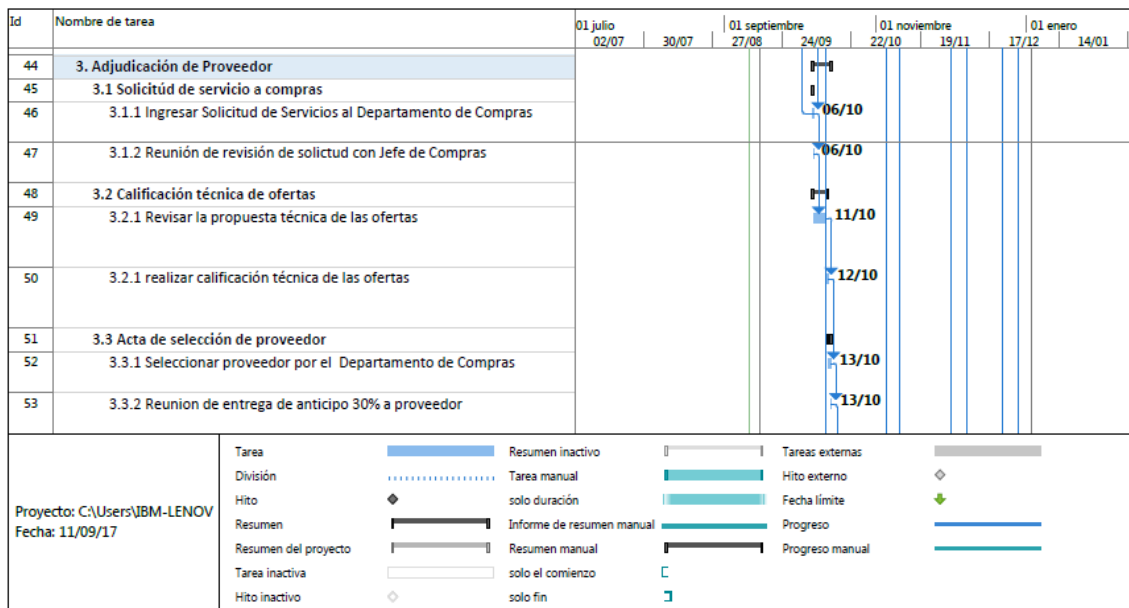 Id Nombre de tarea 01 julio 01 septiembre 01 noviembre 01 enero
02/07 30/07 27/08 24/09 22/10 19/11 17/12 14/01
44 3. Adjudicación de Proveedor
45 3.1 Solicitúd de servicio a compras
46 3.1.1 Ingresar Solicitud de Servicios al Departamento de Compras 06/10
47 3.1.2 Reunión de revisión de solictud con Jefe de Compras 06/10
48 3.2 Calificación técnica de ofertas
49 3.2.1 Revisar la propuesta técnica de las ofertas 11/10
50 3.2.1 realizar calificación técnica de las ofertas 12/10
51 3.3 Acta de selección de proveedor
52 3.3.1 Seleccionar proveedor por el Departamento de Compras 13/10
53 3.3.2 Reunion de entrega de anticipo 30% a proveedor 13/10
Proyecto: C:\Users\IBM-LENOV
Fecha: 11/09/17
Tarea Resumen inactivo Tareas externas
División Tarea manual Hito externo
Hito solo duración Fecha límite
Resumen Informe de resumen manual Progreso
Resumen del proyecto Resumen manual Progreso manual
Tarea inactiva solo el comienzo
Hito inactivo solo fin